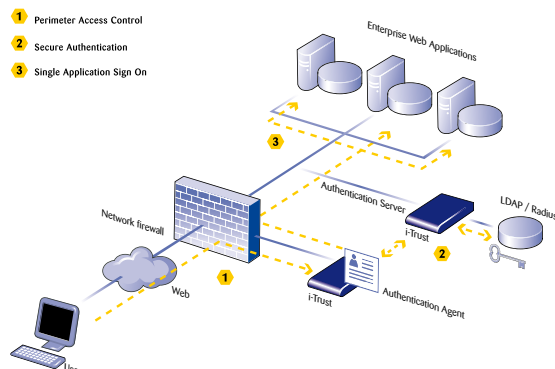 1 Perimeter Access Control
2 Secure Authentication
3 Single Application Sign On
Enterprise Web Applications
3
Authentication Server
LDAP / Radius
Network firewall
i-Trust
2
1
Web
i-Trust
Authentication Agent